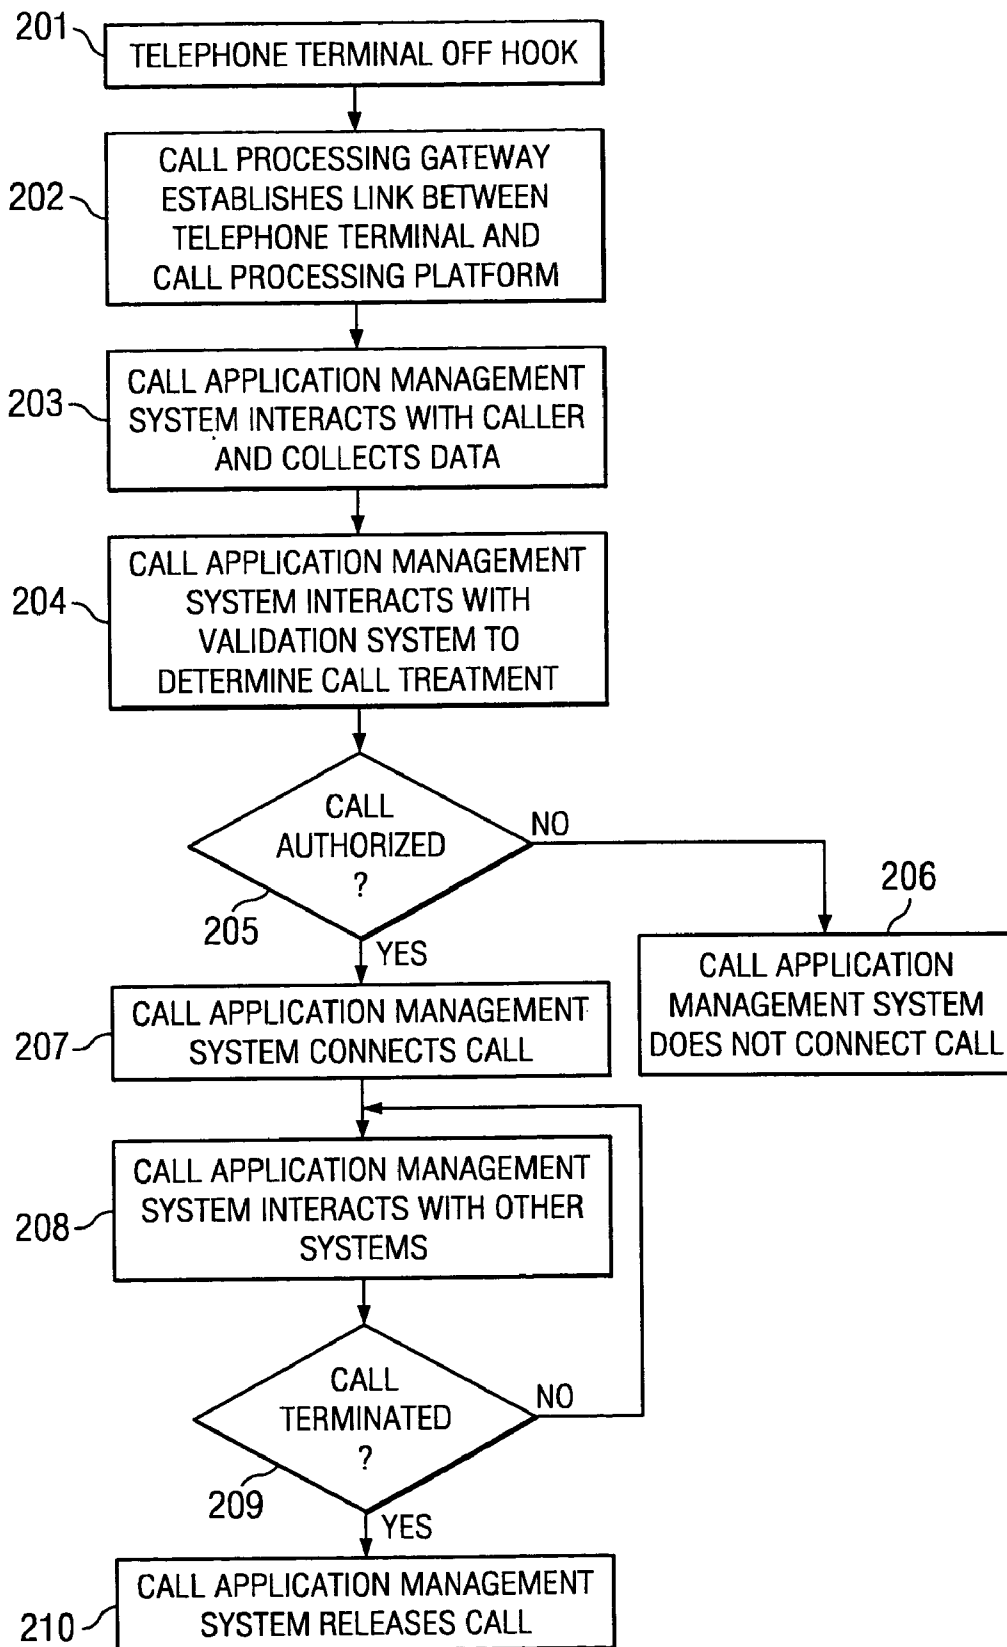 201
TELEPHONE TERMINAL OFF HOOK
202
CALL PROCESSING GATEWAY
ESTABLISHES LINK BETWEEN
TELEPHONE TERMINAL AND
CALL PROCESSING PLATFORM
203
CALL APPLICATION MANAGEMENT
SYSTEM INTERACTS WITH CALLER
AND COLLECTS DATA
204
CALL APPLICATION MANAGEMENT
SYSTEM INTERACTS WITH
VALIDATION SYSTEM TO
DETERMINE CALL TREATMENT
CALL
AUTHORIZED
?
205
NO
YES
206
CALL APPLICATION
MANAGEMENT SYSTEM
DOES NOT CONNECT CALL
207
CALL APPLICATION MANAGEMENT
SYSTEM CONNECTS CALL
208
CALL APPLICATION MANAGEMENT
SYSTEM INTERACTS WITH OTHER
SYSTEMS
CALL
TERMINATED
?
209
NO
YES
210
CALL APPLICATION MANAGEMENT
SYSTEM RELEASES CALL